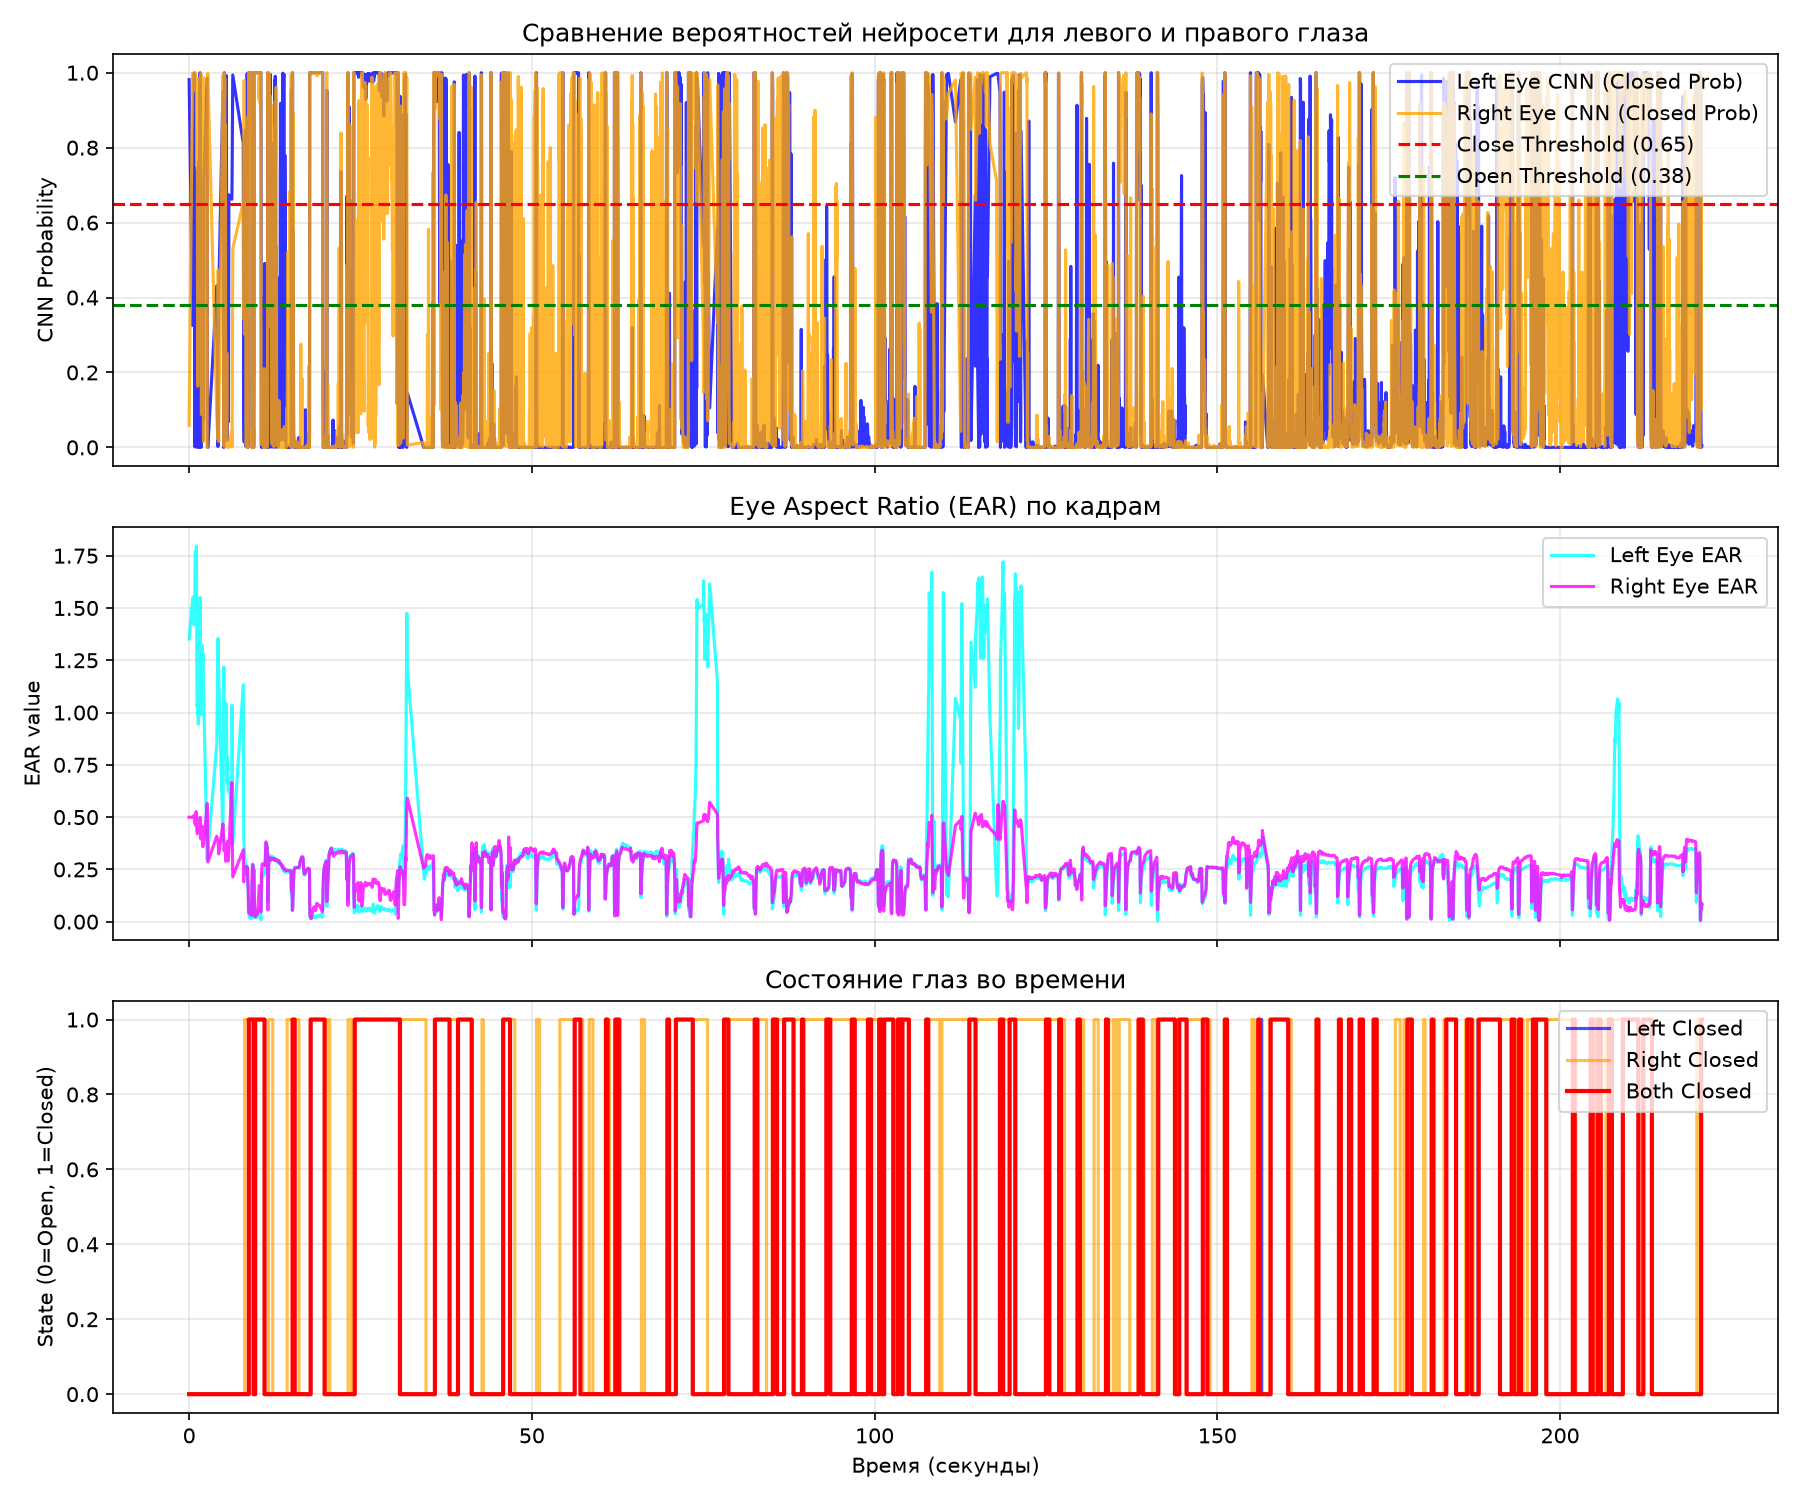 Сравнение вероятностей нейросети для левого и правого глаза
CNN Probability
1.0
0.8
0.6
0.4
0.2
0.0
Left Eye CNN (Closed Prob)
Right Eye CNN (Closed Prob)
Close Threshold (0.65)
Open Threshold (0.38)
Eye Aspect Ratio (EAR) по кадрам
EAR value
1.75
1.50
1.25
1.00
0.75
0.50
0.25
0.00
Left Eye EAR
Right Eye EAR
Состояние глаз во времени
State (0=Open, 1=Closed)
1.0
0.8
0.6
0.4
0.2
0.0
Left Closed
Right Closed
Both Closed
0 50 100 150 200
Время (секунды)